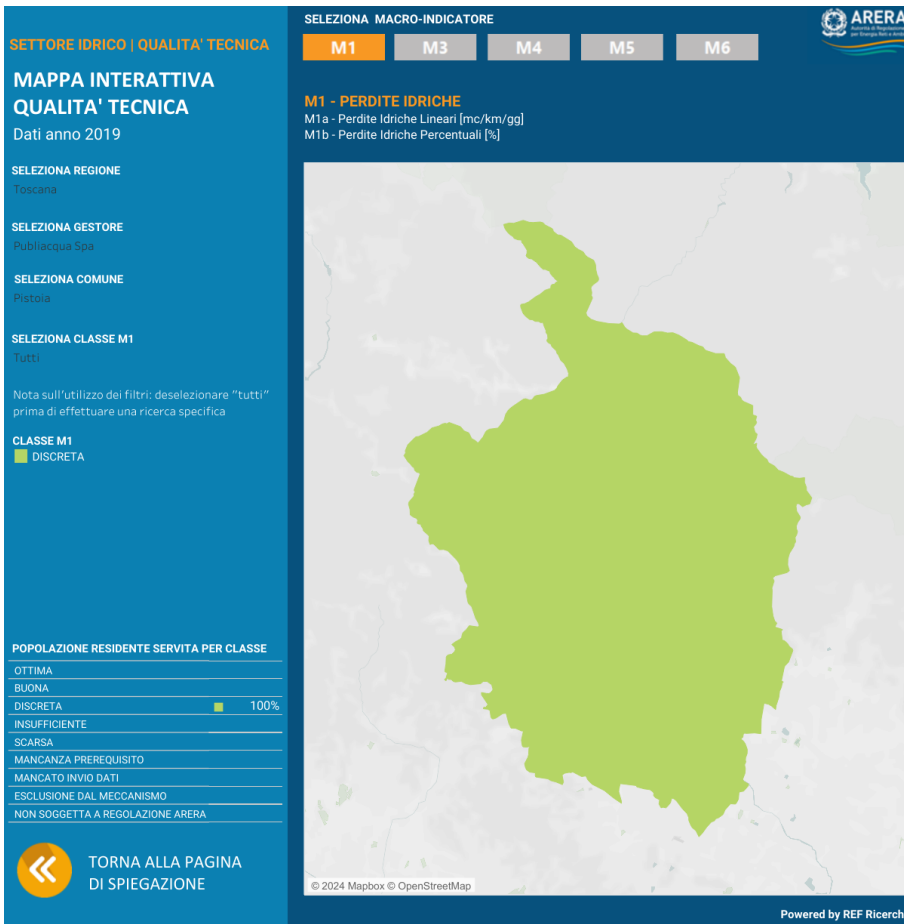 SETTORE IDRICO | QUALITA' TECNICA
MAPPA INTERATTIVA
QUALITA' TECNICA
Dati anno 2019
SELEZIONA REGIONE
Toscana
SELEZIONA GESTORE
Publiacqua Spa
SELEZIONA COMUNE
Pistoia
SELEZIONA CLASSE M1
Tutti
Nota sull'utilizzo dei filtri: deselezionare "tutti"
prima di effettuare una ricerca specifica
CLASSE M1
DISCRETA
POPOLAZIONE RESIDENTE SERVITA PER CLASSE
OTTIMA
BUONA
DISCRETA 100%
INSUFFICIENTE
SCARSA
MANCANZA PREREQUISITO
MANCATO INVIO DATI
ESCLUSIONE DAL MECCANISMO
NON SOGGETTA A REGOLAZIONE ARERA
TORNA ALLA PAGINA
DI SPIEGAZIONE
SELEZIONA MACRO-INDICATORE
M1 M3 M4 M5 M6
ARERA
M1 - PERDITE IDRICHE
M1a - Perdite Idriche Lineari [mc/km/gg]
M1b - Perdite Idriche Percentuali [%]
© 2024 Mapbox © OpenStreetMap
Powered by REF Ricerch